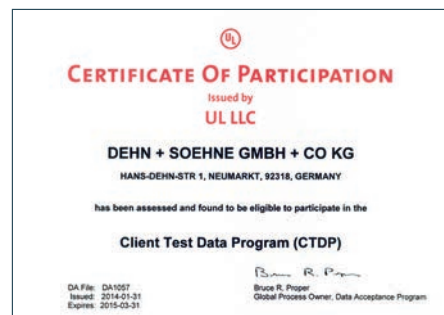 UL
CERTIFICATE OF PARTICIPATION
Issued by
UL LLC
DEHN + SOEHNE GMBH + CO KG
HANS-DEHN-STR 1, NEUMARKT, 92318, GERMANY
has been assessed and found to be eligible to participate in the
Client Test Data Program (CTDP)
Bruce R. Proper
DA File: DA1057
Issued: 2014-01-31
Expires: 2015-03-31
Bruce R. Proper
Global Process Owner, Data Acceptance Program